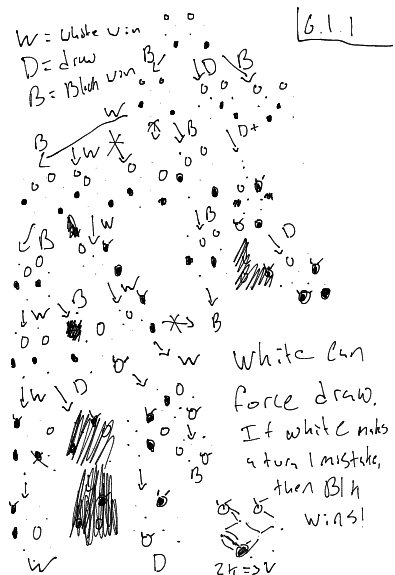 6.1.1
W = white win
D = draw
B = Black win
B D B
W
B W B D+
B W B D
W B W
B
W
W D
B
White can
force draw.
If white makes
a turn 1 mistake,
then Blk
wins!
W D 2K =>